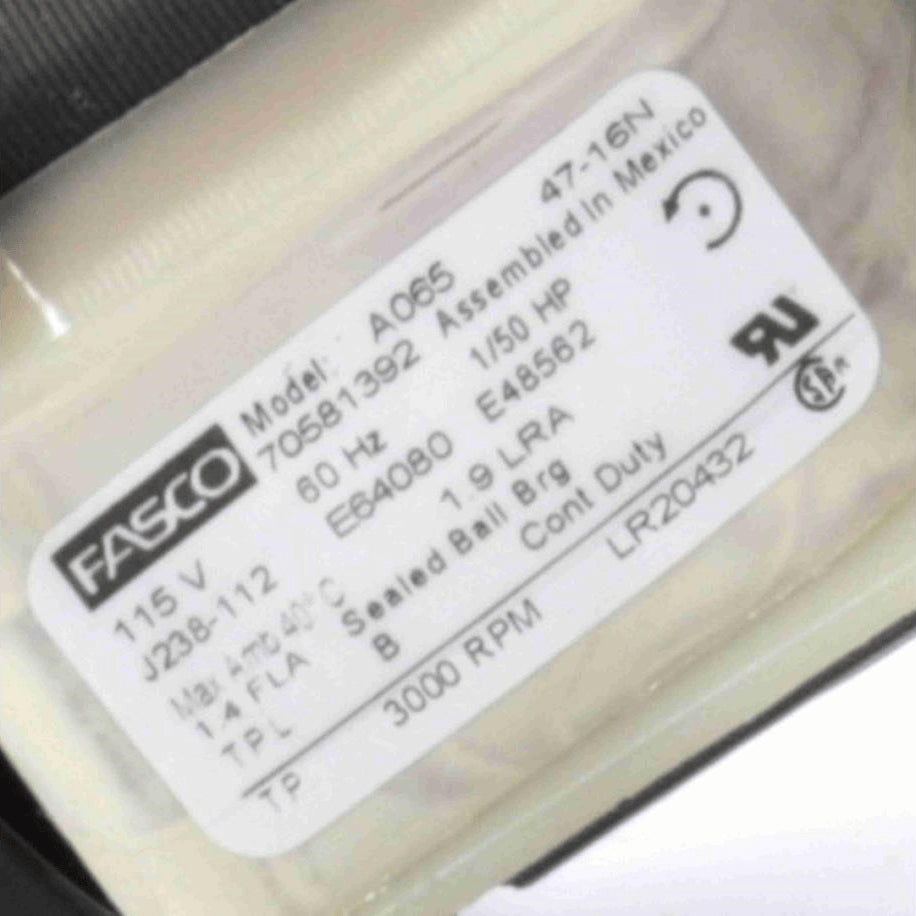 FASCO Model: A065 47-16N
70581392 Assembled In Mexico
115 V 60 Hz 1/50 HP
J238-112 E64080 E48562
Max Amb 40° C 1.9 LRA
1.4 FLA Sealed Ball Brg
TPL B Cont Duty
TP 3000 RPM LR20432